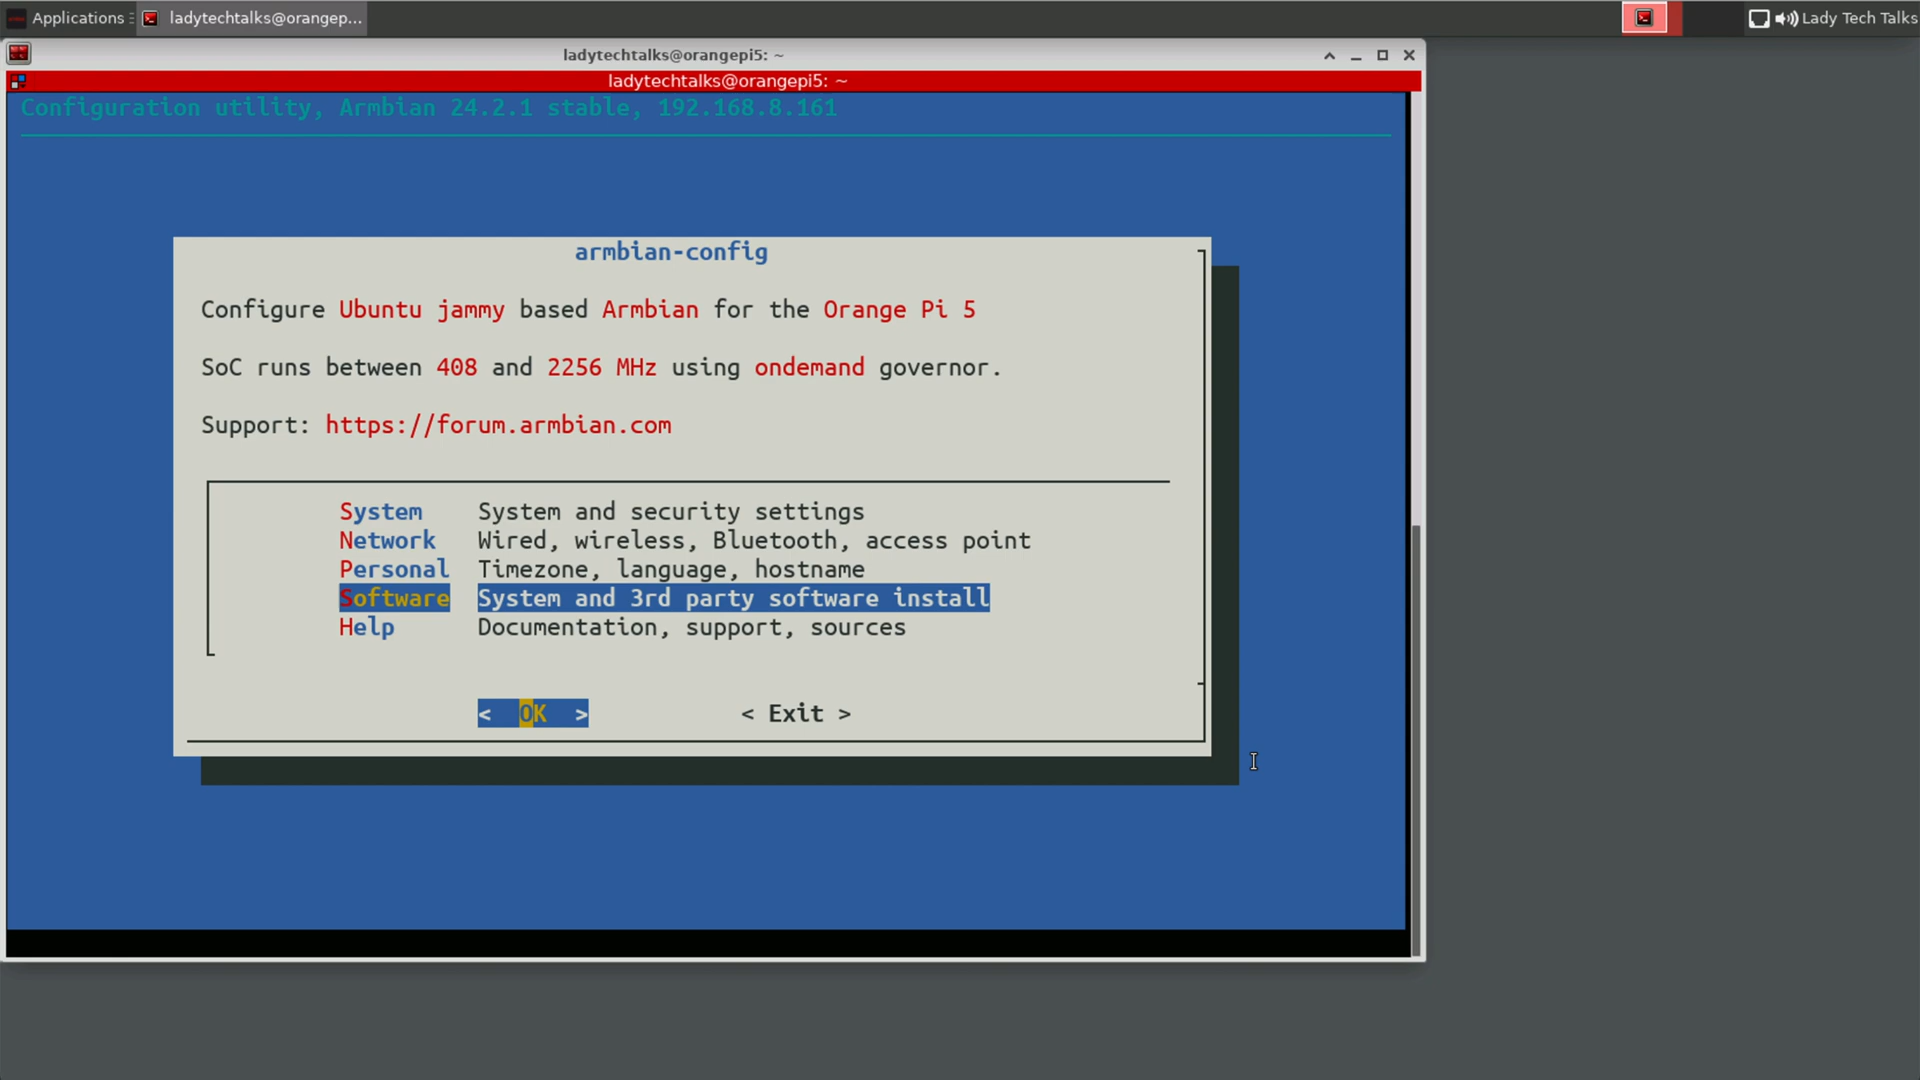 Applications
ladytechtalks@orangep...
Lady Tech Talks
ladytechtalks@orangepi5: ~
ladytechtalks@orangepi5: ~
Configuration utility, Armbian 24.2.1 stable, 192.168.8.161
armbian-config
Configure Ubuntu jammy based Armbian for the Orange Pi 5
SoC runs between 408 and 2256 MHz using ondemand governor.
Support: https://forum.armbian.com
System System and security settings
Network Wired, wireless, Bluetooth, access point
Personal Timezone, language, hostname
Software System and 3rd party software install
Help Documentation, support, sources
< OK > < Exit >